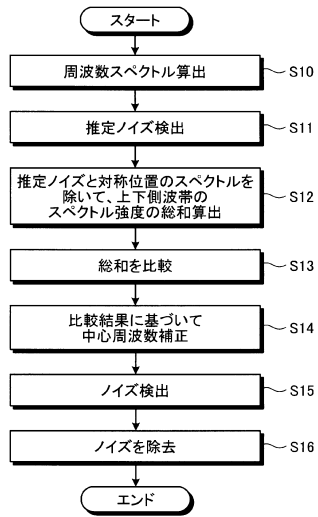 スタート
周波数スペクトル算出
S10
推定ノイズ検出
S11
推定ノイズと対称位置のスペクトルを
除いて、上下側波帯の
スペクトル強度の総和算出
S12
総和を比較
S13
比較結果に基づいて
中心周波数補正
S14
ノイズ検出
S15
ノイズを除去
S16
エンド